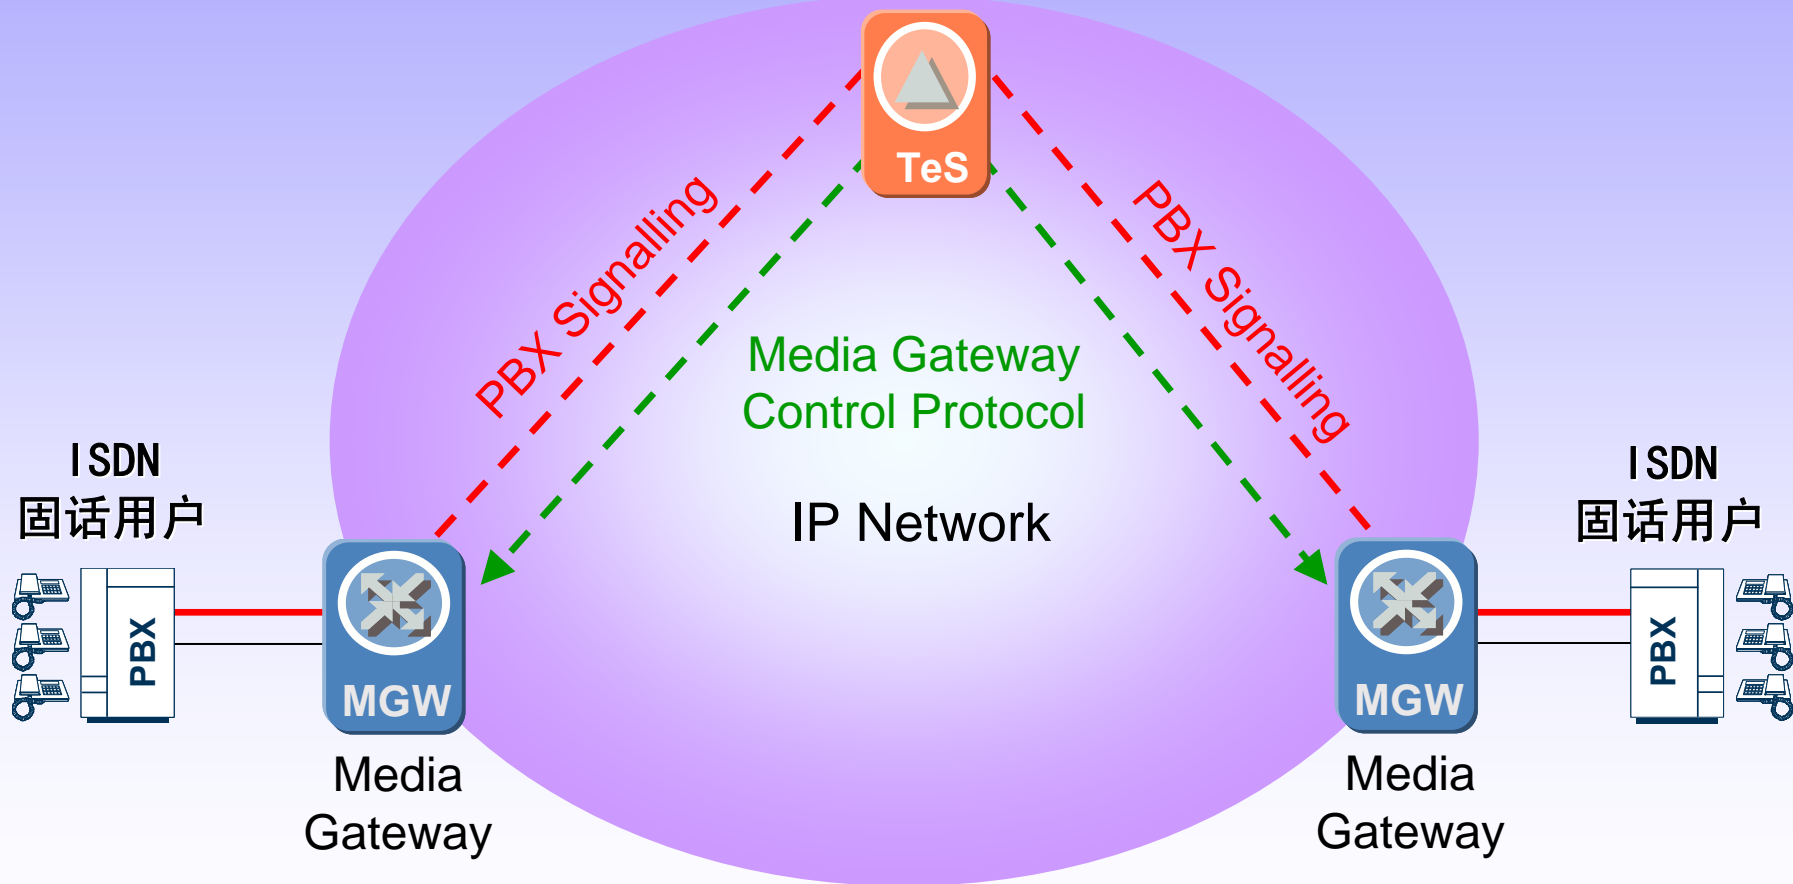 TeS
PBX Signalling
PBX Signalling
Media Gateway
Control Protocol
IP Network
ISDN
固话用户
ISDN
固话用户
PBX
MGW
MGW
PBX
Media
Gateway
Media
Gateway